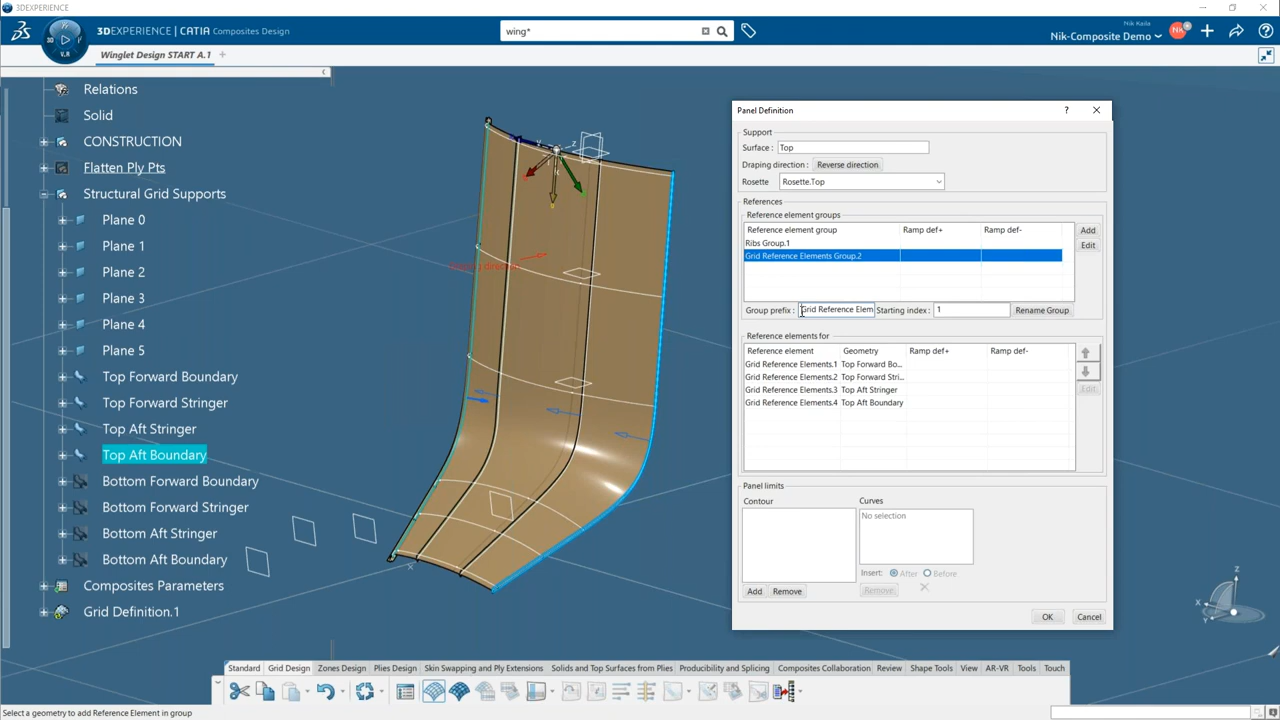 3DEXPERIENCE
3DEXPERIENCE | CATIA Composites Design
wing*
Nik Kada
Nik-Composite Demo
V.R
Winglet Design START A.1
Relations
Solid
CONSTRUCTION
Flatten Ply Pts
Structural Grid Supports
Plane 0
Plane 1
Plane 2
Plane 3
Plane 4
Plane 5
Top Forward Boundary
Top Forward Stringer
Top Aft Stringer
Top Aft Boundary
Bottom Forward Boundary
Bottom Forward Stringer
Bottom Aft Stringer
Bottom Aft Boundary
Composites Parameters
Grid Definition.1
Panel Definition
?
Support
Surface : Top
Draping direction : Reverse direction
Rosette Rosette.Top
References
Reference element groups
Reference element group Ramp def+ Ramp def- Add
Ribs Group.1 Edit
Grid Reference Elements Group.2
Group prefix : Grid Reference Elem Starting index : 1 Rename Group
Reference elements for
Reference element Geometry Ramp def+ Ramp def-
Grid Reference Elements.1 Top Forward Bo...
Grid Reference Elements.2 Top Forward Stri...
Grid Reference Elements.3 Top Aft Stringer
Grid Reference Elements.4 Top Aft Boundary
Edit
Panel limits
Contour Curves
No selection
Insert: After Before
Add Remove Remove
OK Cancel
Z
X
Y
Standard Grid Design Zones Design Plies Design Skin Swapping and Ply Extensions Solids and Top Surfaces from Plies Producibility and Splicing Composites Collaboration Review Shape Tools View AR-VR Tools Touch
Select a geometry to add Reference Element in group